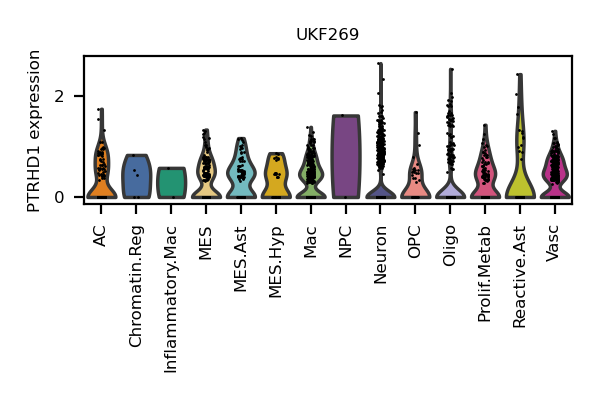 UKF269
PTRHD1 expression
2
0
AC
Chromatin.Reg
Inflammatory.Mac
MES
MES.Ast
MES.Hyp
Mac
NPC
Neuron
OPC
Oligo
Prolif.Metab
Reactive.Ast
Vasc